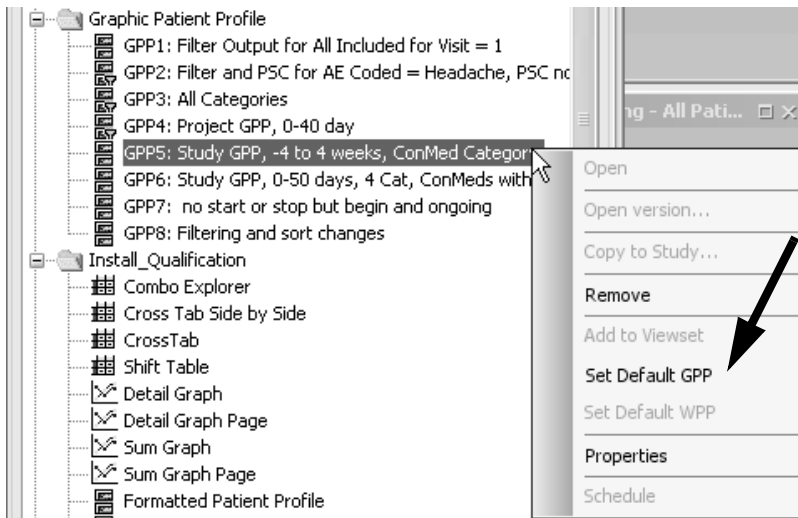 Graphic Patient Profile
GPP1: Filter Output for All Included for Visit = 1
GPP2: Filter and PSC for AE Coded = Headache, PSC no
GPP3: All Categories
GPP4: Project GPP, 0-40 day
GPP5: Study GPP, -4 to 4 weeks, ConMed Categor
GPP6: Study GPP, 0-50 days, 4 Cat, ConMeds with
GPP7:  no start or stop but begin and ongoing
GPP8: Filtering and sort changes
Install_Qualification
Combo Explorer
Cross Tab Side by Side
CrossTab
Shift Table
Detail Graph
Detail Graph Page
Sum Graph
Sum Graph Page
Formatted Patient Profile
ng - All Pati...
Open
Open version...
Copy to Study...
Remove
Add to Viewset
Set Default GPP
Set Default WPP
Properties
Schedule